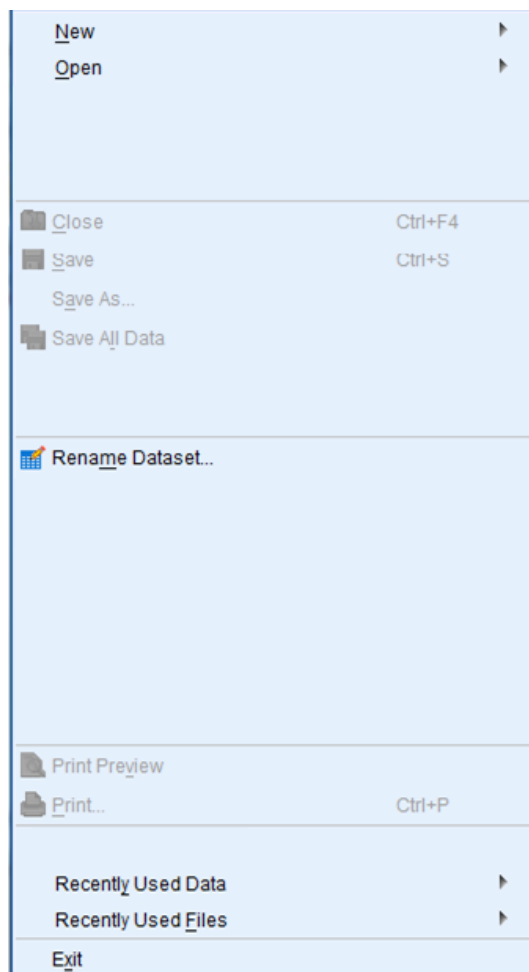 New
Open
Close Ctrl+F4
Save Ctrl+S
Save As...
Save All Data
Rename Dataset...
Print Preview
Print... Ctrl+P
Recently Used Data
Recently Used Files
Exit